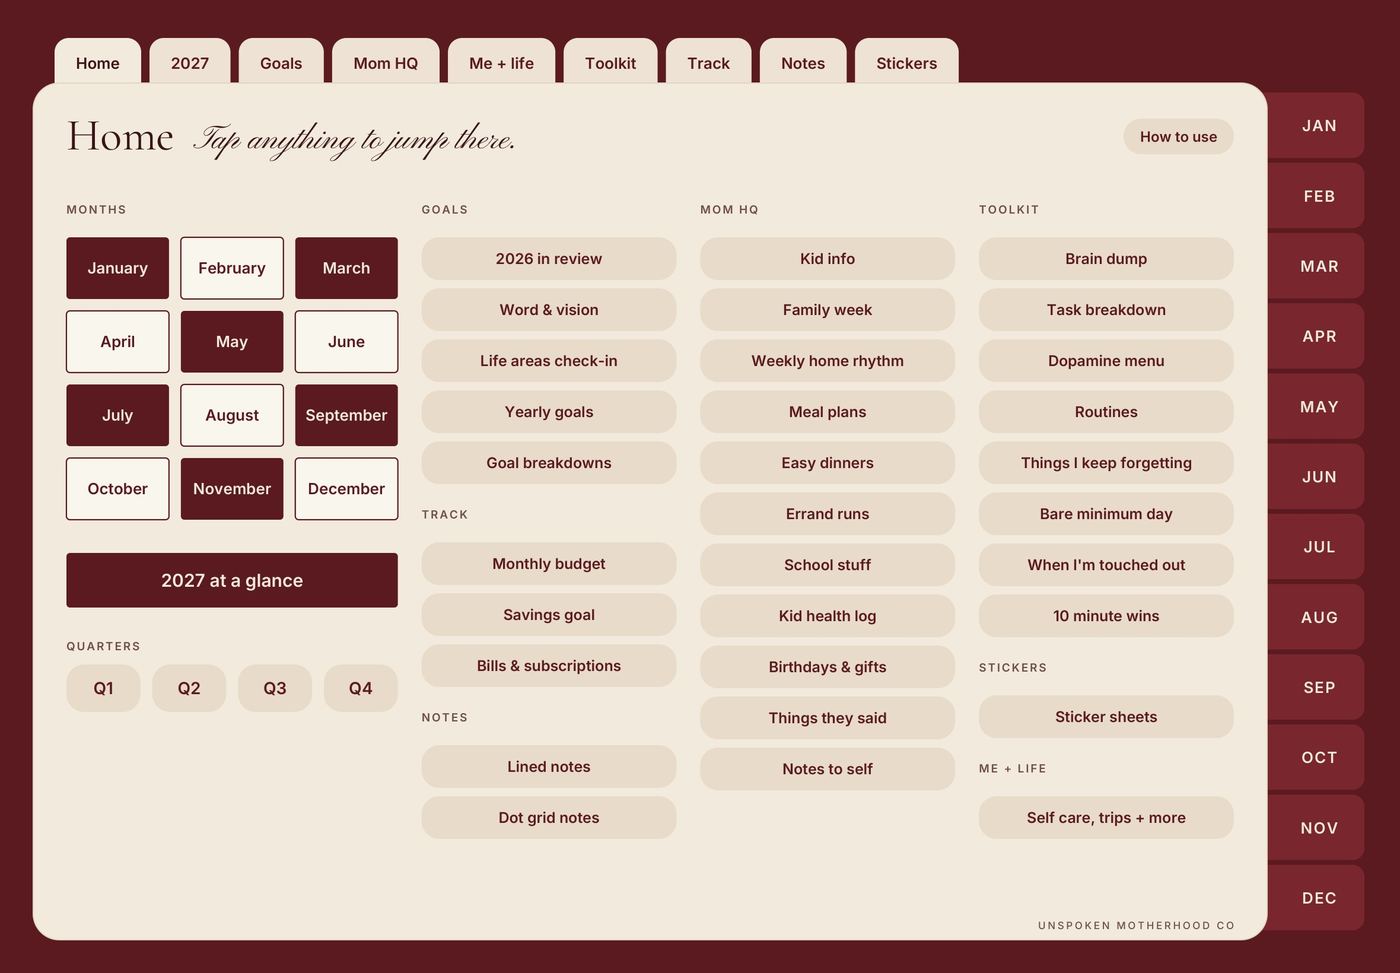 Home
2027
Goals
Mom HQ
Me + life
Toolkit
Track
Notes
Stickers
Home Tap anything to jump there.
How to use
MONTHS
January
February
March
April
May
June
July
August
September
October
November
December
2027 at a glance
QUARTERS
Q1
Q2
Q3
Q4
GOALS
2026 in review
Word & vision
Life areas check-in
Yearly goals
Goal breakdowns
TRACK
Monthly budget
Savings goal
Bills & subscriptions
NOTES
Lined notes
Dot grid notes
MOM HQ
Kid info
Family week
Weekly home rhythm
Meal plans
Easy dinners
Errand runs
School stuff
Kid health log
Birthdays & gifts
Things they said
Notes to self
TOOLKIT
Brain dump
Task breakdown
Dopamine menu
Routines
Things I keep forgetting
Bare minimum day
When I'm touched out
10 minute wins
STICKERS
Sticker sheets
ME + LIFE
Self care, trips + more
JAN
FEB
MAR
APR
MAY
JUN
JUL
AUG
SEP
OCT
NOV
DEC
UNSPOKEN MOTHERHOOD CO